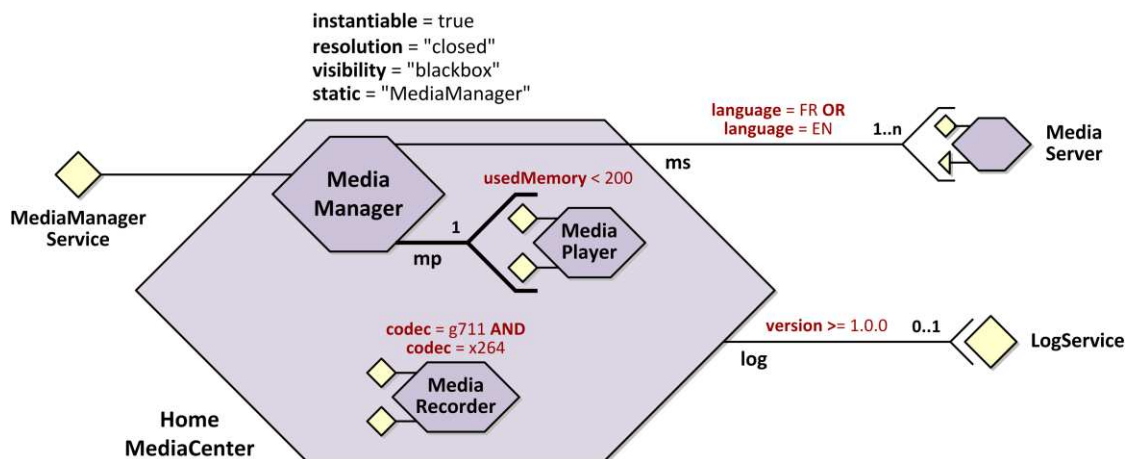 instantiable = true
resolution = "closed"
visibility = "blackbox"
static = "MediaManager"
language = FR OR
language = EN
1..n
Media
Server
ms
Media
Manager
usedMemory < 200
1
mp
Media
Player
MediaManager
Service
codec = g711 AND
codec = x264
Media
Recorder
version >= 1.0.0
0..1
log
LogService
Home
MediaCenter